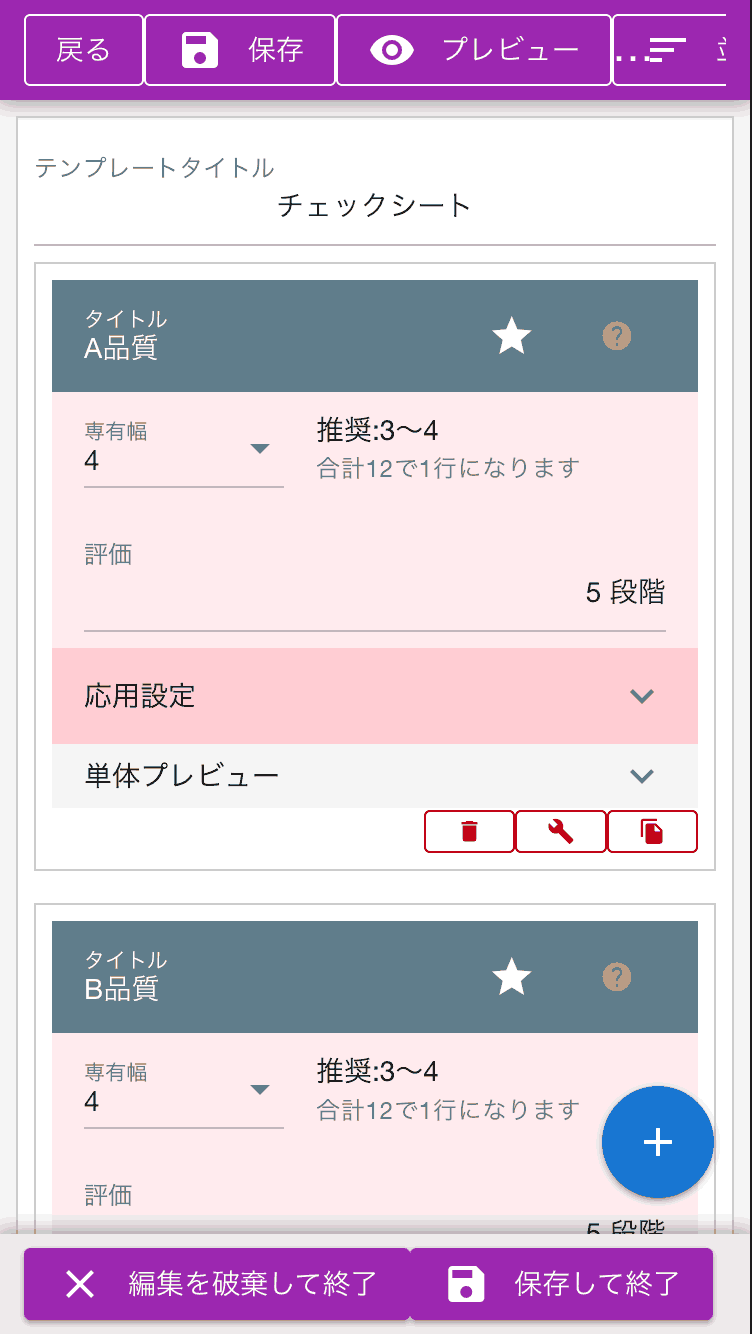 戻る
保存
プレビュー
...
テンプレートタイトル
チェックシート
タイトル
A品質
専有幅
4
推奨:3〜4
合計12で1行になります
評価
5 段階
応用設定
単体プレビュー
タイトル
B品質
専有幅
4
推奨:3〜4
合計12で1行になります
評価
5 段階
編集を破棄して終了
保存して終了